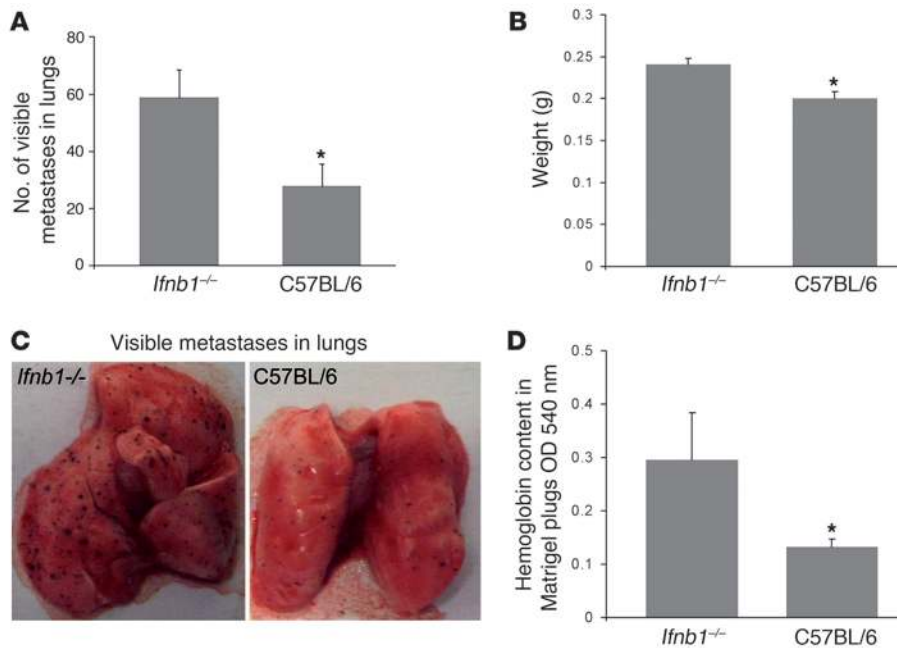 A
No. of visible
metastases in lungs
80
60
40
20
0
Ifnb1–/–
C57BL/6
*
B
Weight (g)
0.3
0.25
0.2
0.15
0.1
0.05
0
Ifnb1–/–
C57BL/6
*
C
Visible metastases in lungs
Ifnb1-/-
C57BL/6
D
Hemoglobin content in
Matrigel plugs OD 540 nm
0.5
0.4
0.3
0.2
0.1
0
Ifnb1–/–
C57BL/6
*